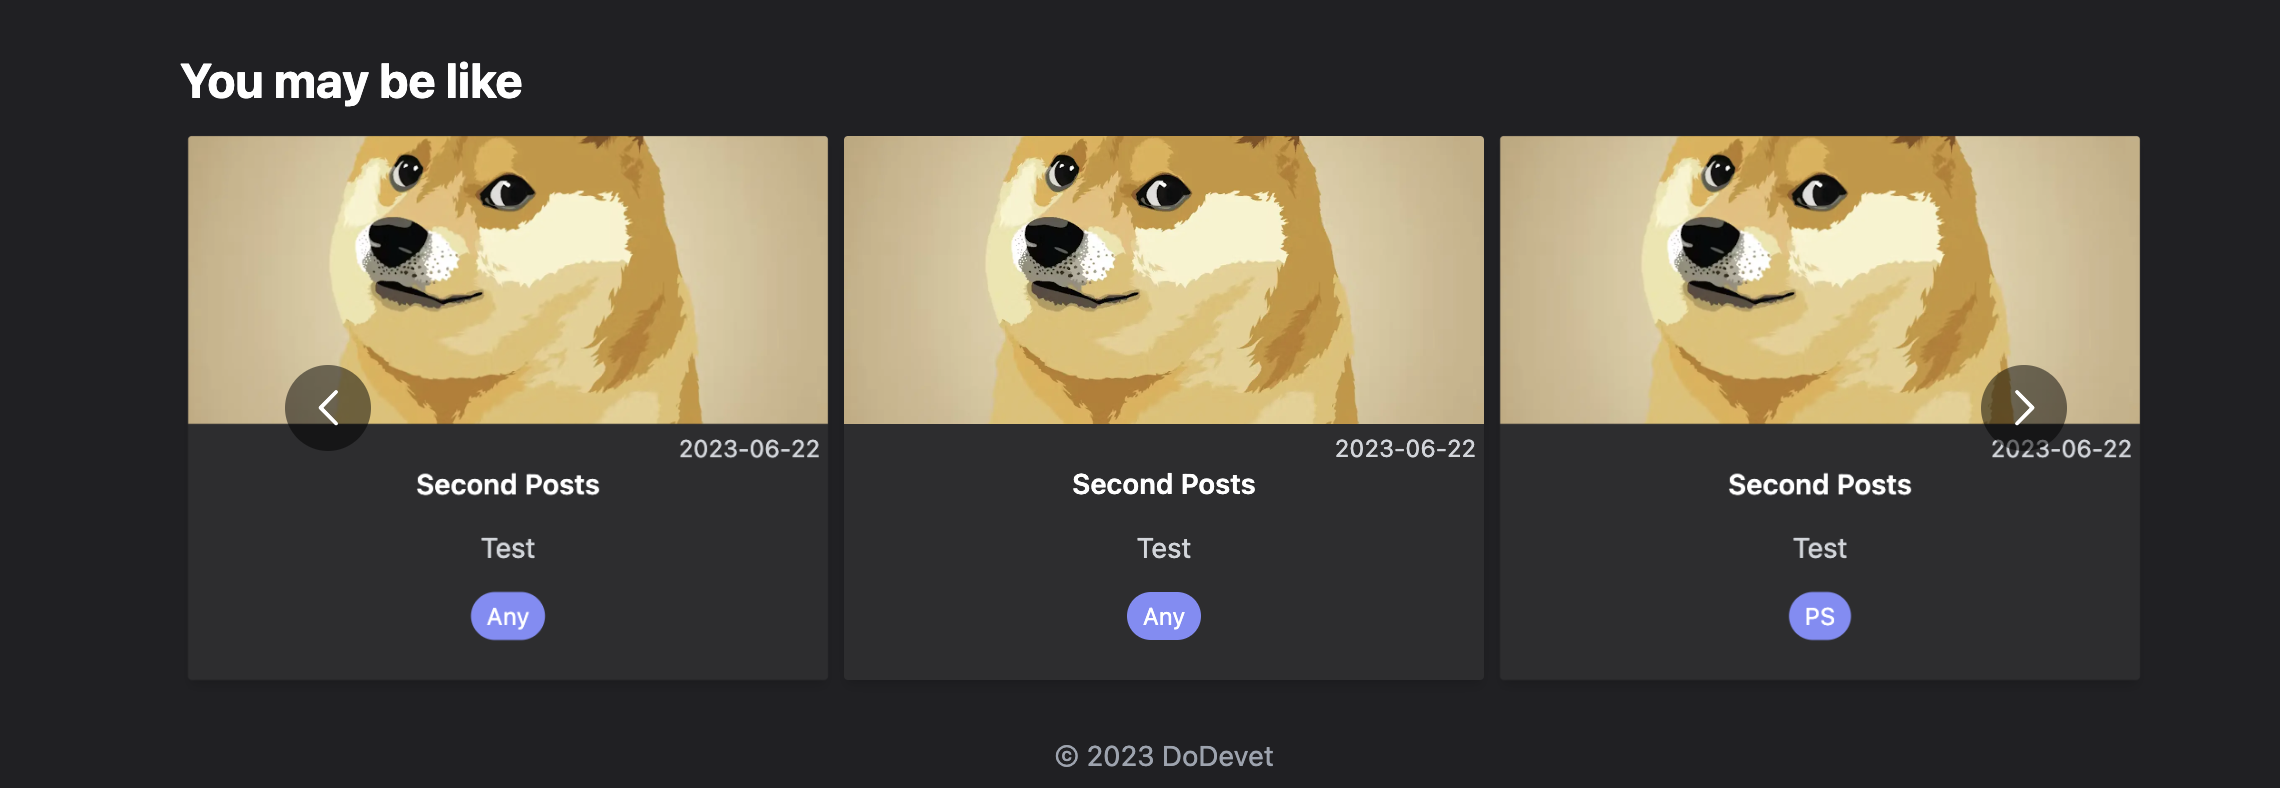 You may be like
2023-06-22
Second Posts
Test
Any
2023-06-22
Second Posts
Test
Any
2023-06-22
Second Posts
Test
PS
© 2023 DoDevet